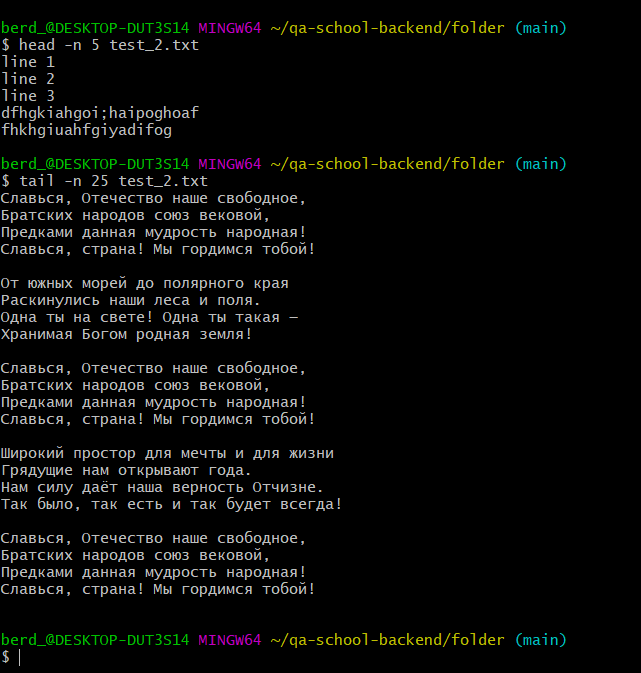 berd_@DESKTOP-DUT3S14 MINGW64 ~/qa-school-backend/folder (main)
$ head -n 5 test_2.txt
line 1
line 2
line 3
dfhgkiahgoi;haipoghoaf
fhkhgiuahfgiyadifog

berd_@DESKTOP-DUT3S14 MINGW64 ~/qa-school-backend/folder (main)
$ tail -n 25 test_2.txt
Славься, Отечество наше свободное,
Братских народов союз вековой,
Предками данная мудрость народная!
Славься, страна! Мы гордимся тобой!

От южных морей до полярного края
Раскинулись наши леса и поля.
Одна ты на свете! Одна ты такая –
Хранимая Богом родная земля!

Славься, Отечество наше свободное,
Братских народов союз вековой,
Предками данная мудрость народная!
Славься, страна! Мы гордимся тобой!

Широкий простор для мечты и для жизни
Грядущие нам открывают года.
Нам силу даёт наша верность Отчизне.
Так было, так есть и так будет всегда!

Славься, Отечество наше свободное,
Братских народов союз вековой,
Предками данная мудрость народная!
Славься, страна! Мы гордимся тобой!

berd_@DESKTOP-DUT3S14 MINGW64 ~/qa-school-backend/folder (main)
$